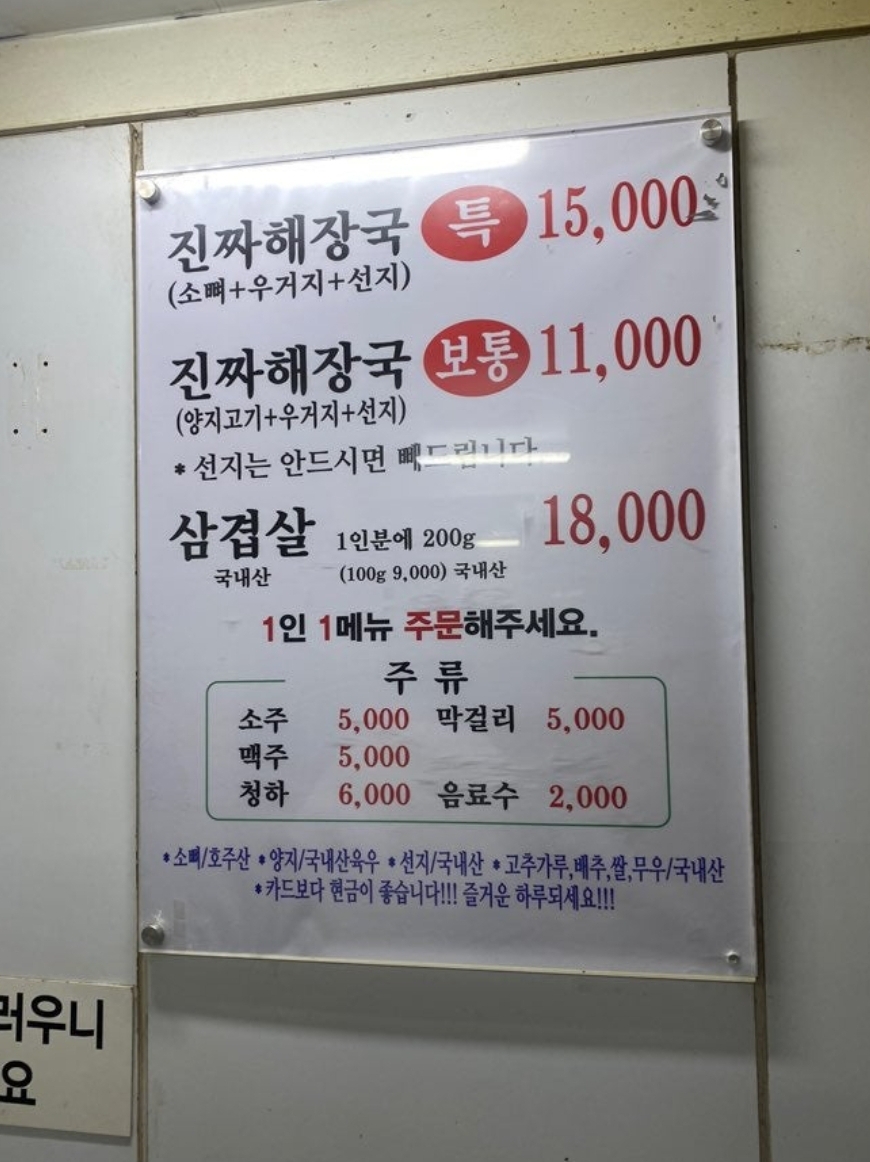 진짜해장국 특 15,000
(소뼈+우거지+선지)
진짜해장국 보통 11,000
(양지고기+우거지+선지)
* 선지는 안드시면 빼드립니다
삼겹살 1인분에 200g 18,000
국내산 (100g 9,000) 국내산
1인 1메뉴 주문해주세요.
주 류
소주 5,000 막걸리 5,000
맥주 5,000
청하 6,000 음료수 2,000
* 소뼈/호주산 * 양지/국내산육우 * 선지/국내산 * 고추가루,배추,쌀,무우/국내산
* 카드보다 현금이 좋습니다!!! 즐거운 하루되세요!!!
러우니
요